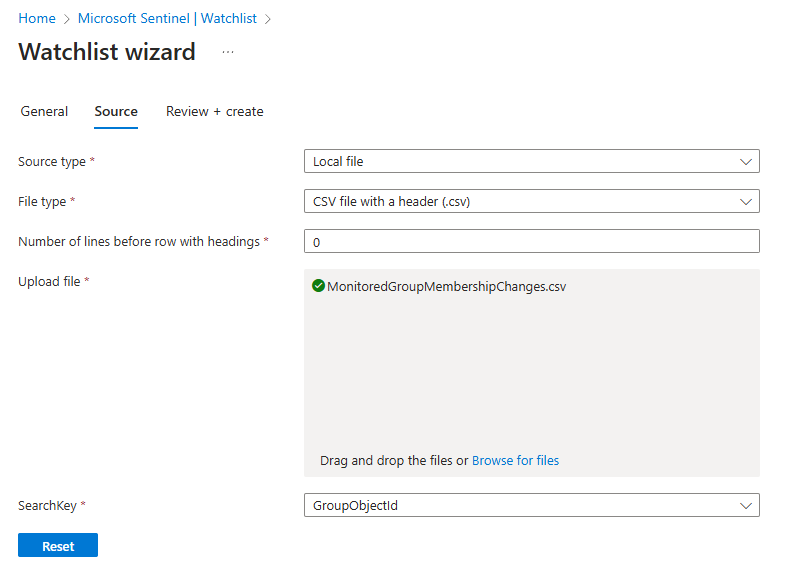 Home > Microsoft Sentinel | Watchlist >
Watchlist wizard ...
General Source Review + create
Source type * Local file
File type * CSV file with a header (.csv)
Number of lines before row with headings * 0
Upload file * MonitoredGroupMembershipChanges.csv
Drag and drop the files or Browse for files
SearchKey * GroupObjectId
Reset